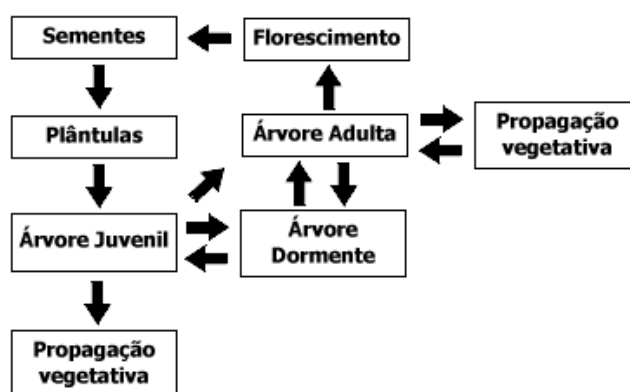 Sementes
Florescimento
Plântulas
Árvore Adulta
Propagação
vegetativa
Árvore Juvenil
Árvore
Dormente
Propagação
vegetativa